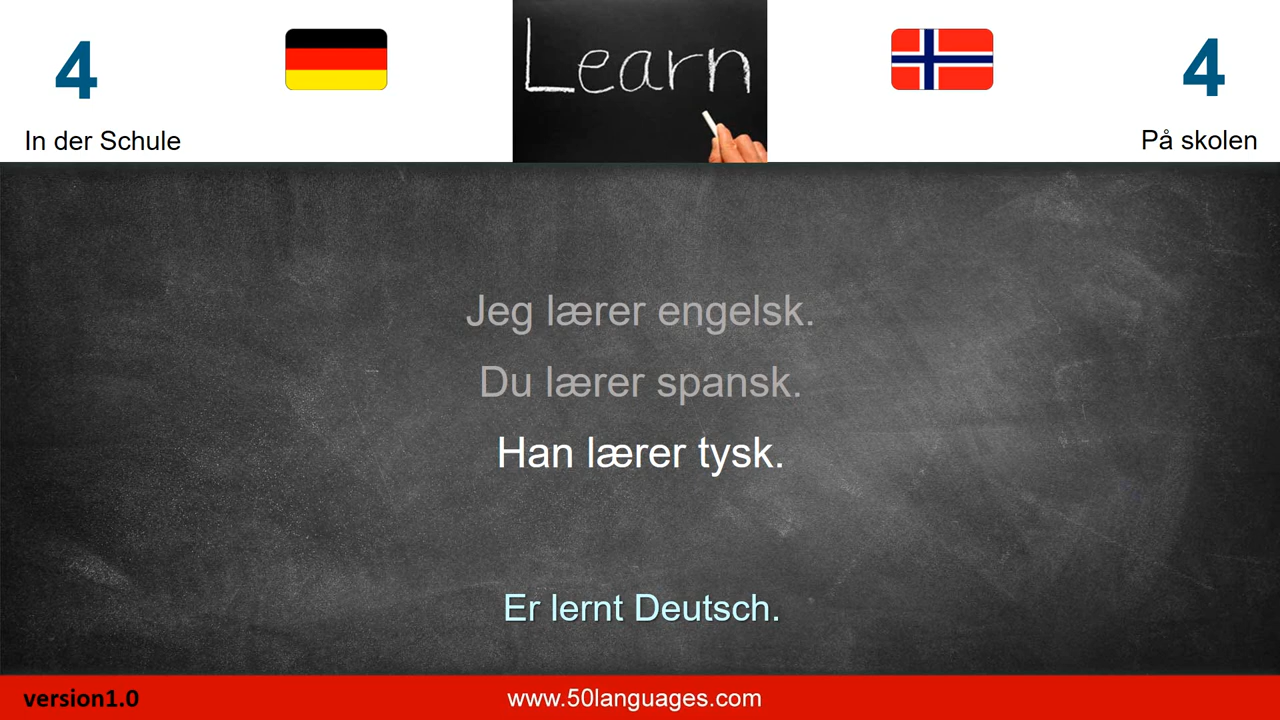 4
In der Schule
Learn
4
På skolen
Jeg lærer engelsk.
Du lærer spansk.
Han lærer tysk.
Er lernt Deutsch.
version1.0
www.50languages.com